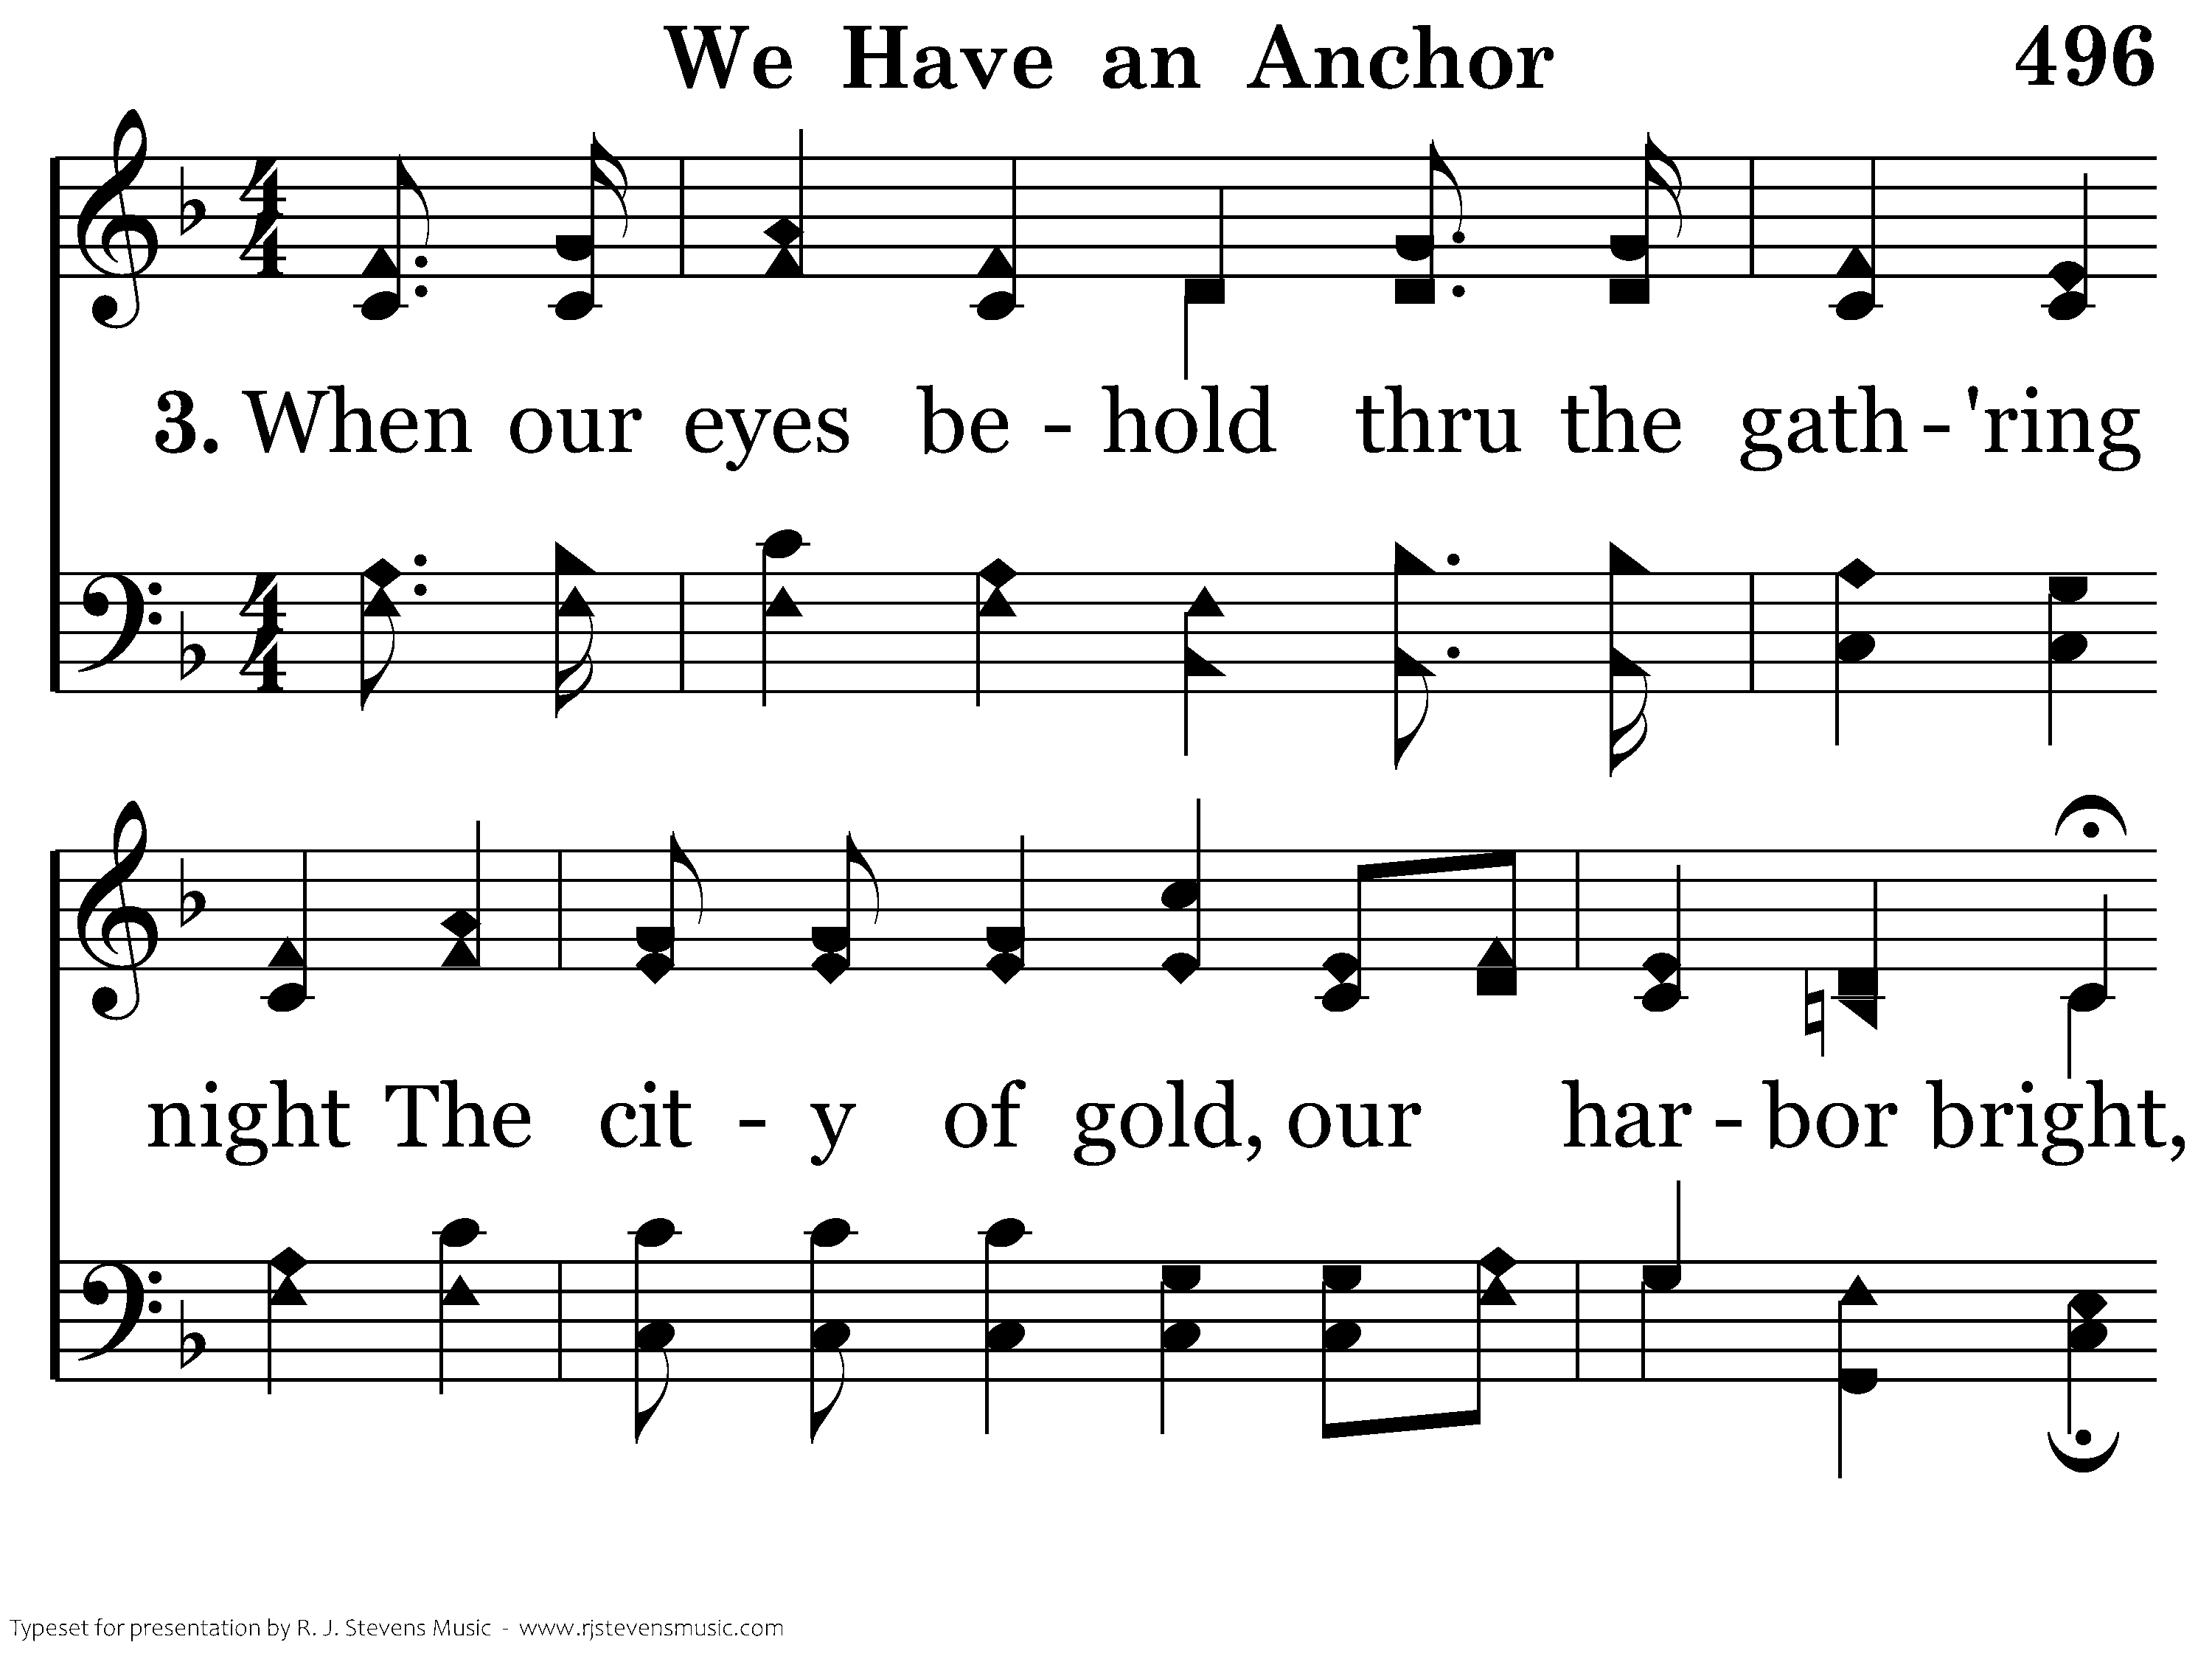 We Have an Anchor 496
3. When our eyes be - hold thru the gath - 'ring
night The cit - y of gold, our har - bor bright,
Typeset for presentation by R. J. Stevens Music - www.rjstevensmusic.com